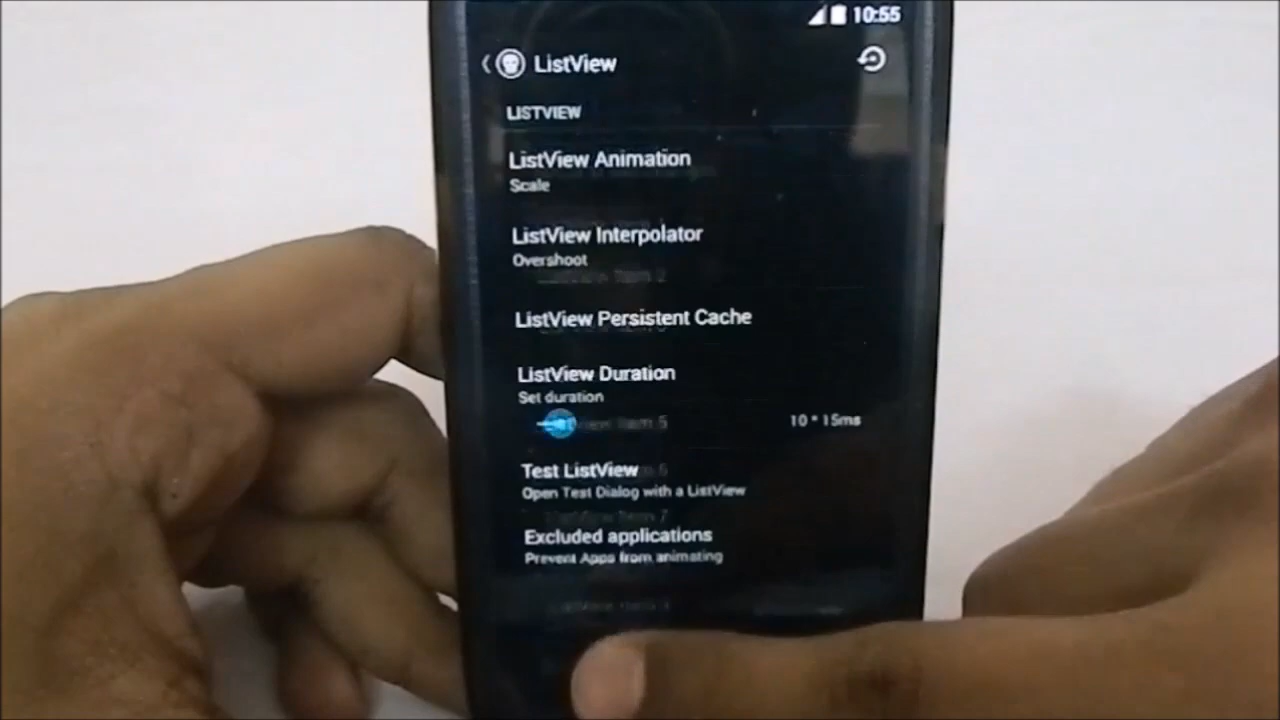 10:55
ListView
LISTVIEW
ListView Animation
Scale
ListView Interpolator
Overshoot
ListView Persistent Cache
ListView Duration
Set duration
10 * 15ms
Test ListView
Open Test Dialog with a ListView
Excluded applications
Prevent Apps from animating